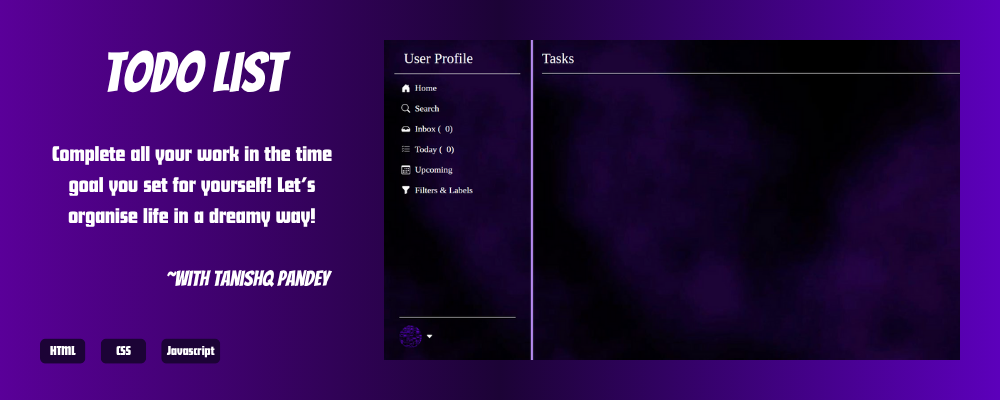 TODO LIST
Complete all your work in the time
goal you set for yourself! Let's
organise life in a dreamy way!
~WITH TANISHQ PANDEY
HTML
CSS
Javascript
User Profile
Home
Search
Inbox ( 0)
Today ( 0)
Upcoming
Filters & Labels
Tasks